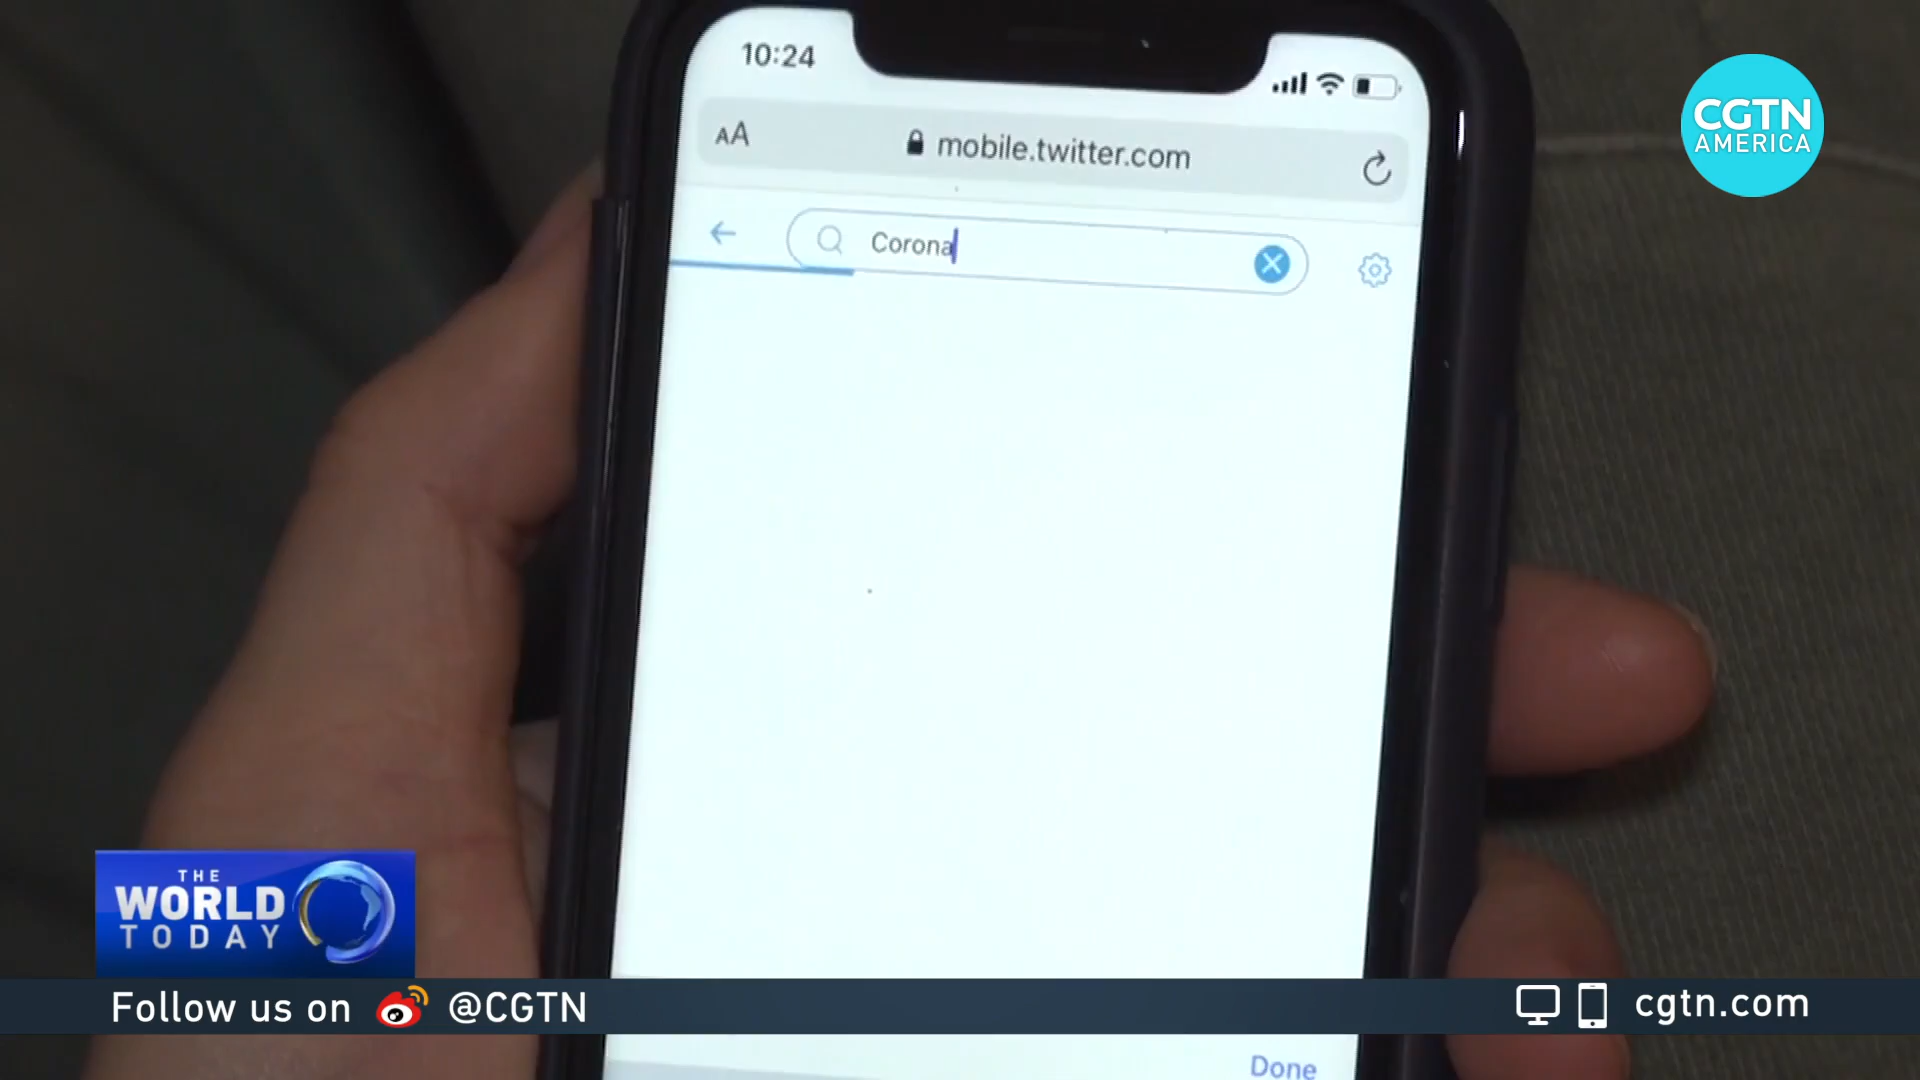 10:24
AA mobile.twitter.com
Corona
CGTN
AMERICA
THE
WORLD
TODAY
Follow us on @CGTN
cgtn.com
Done